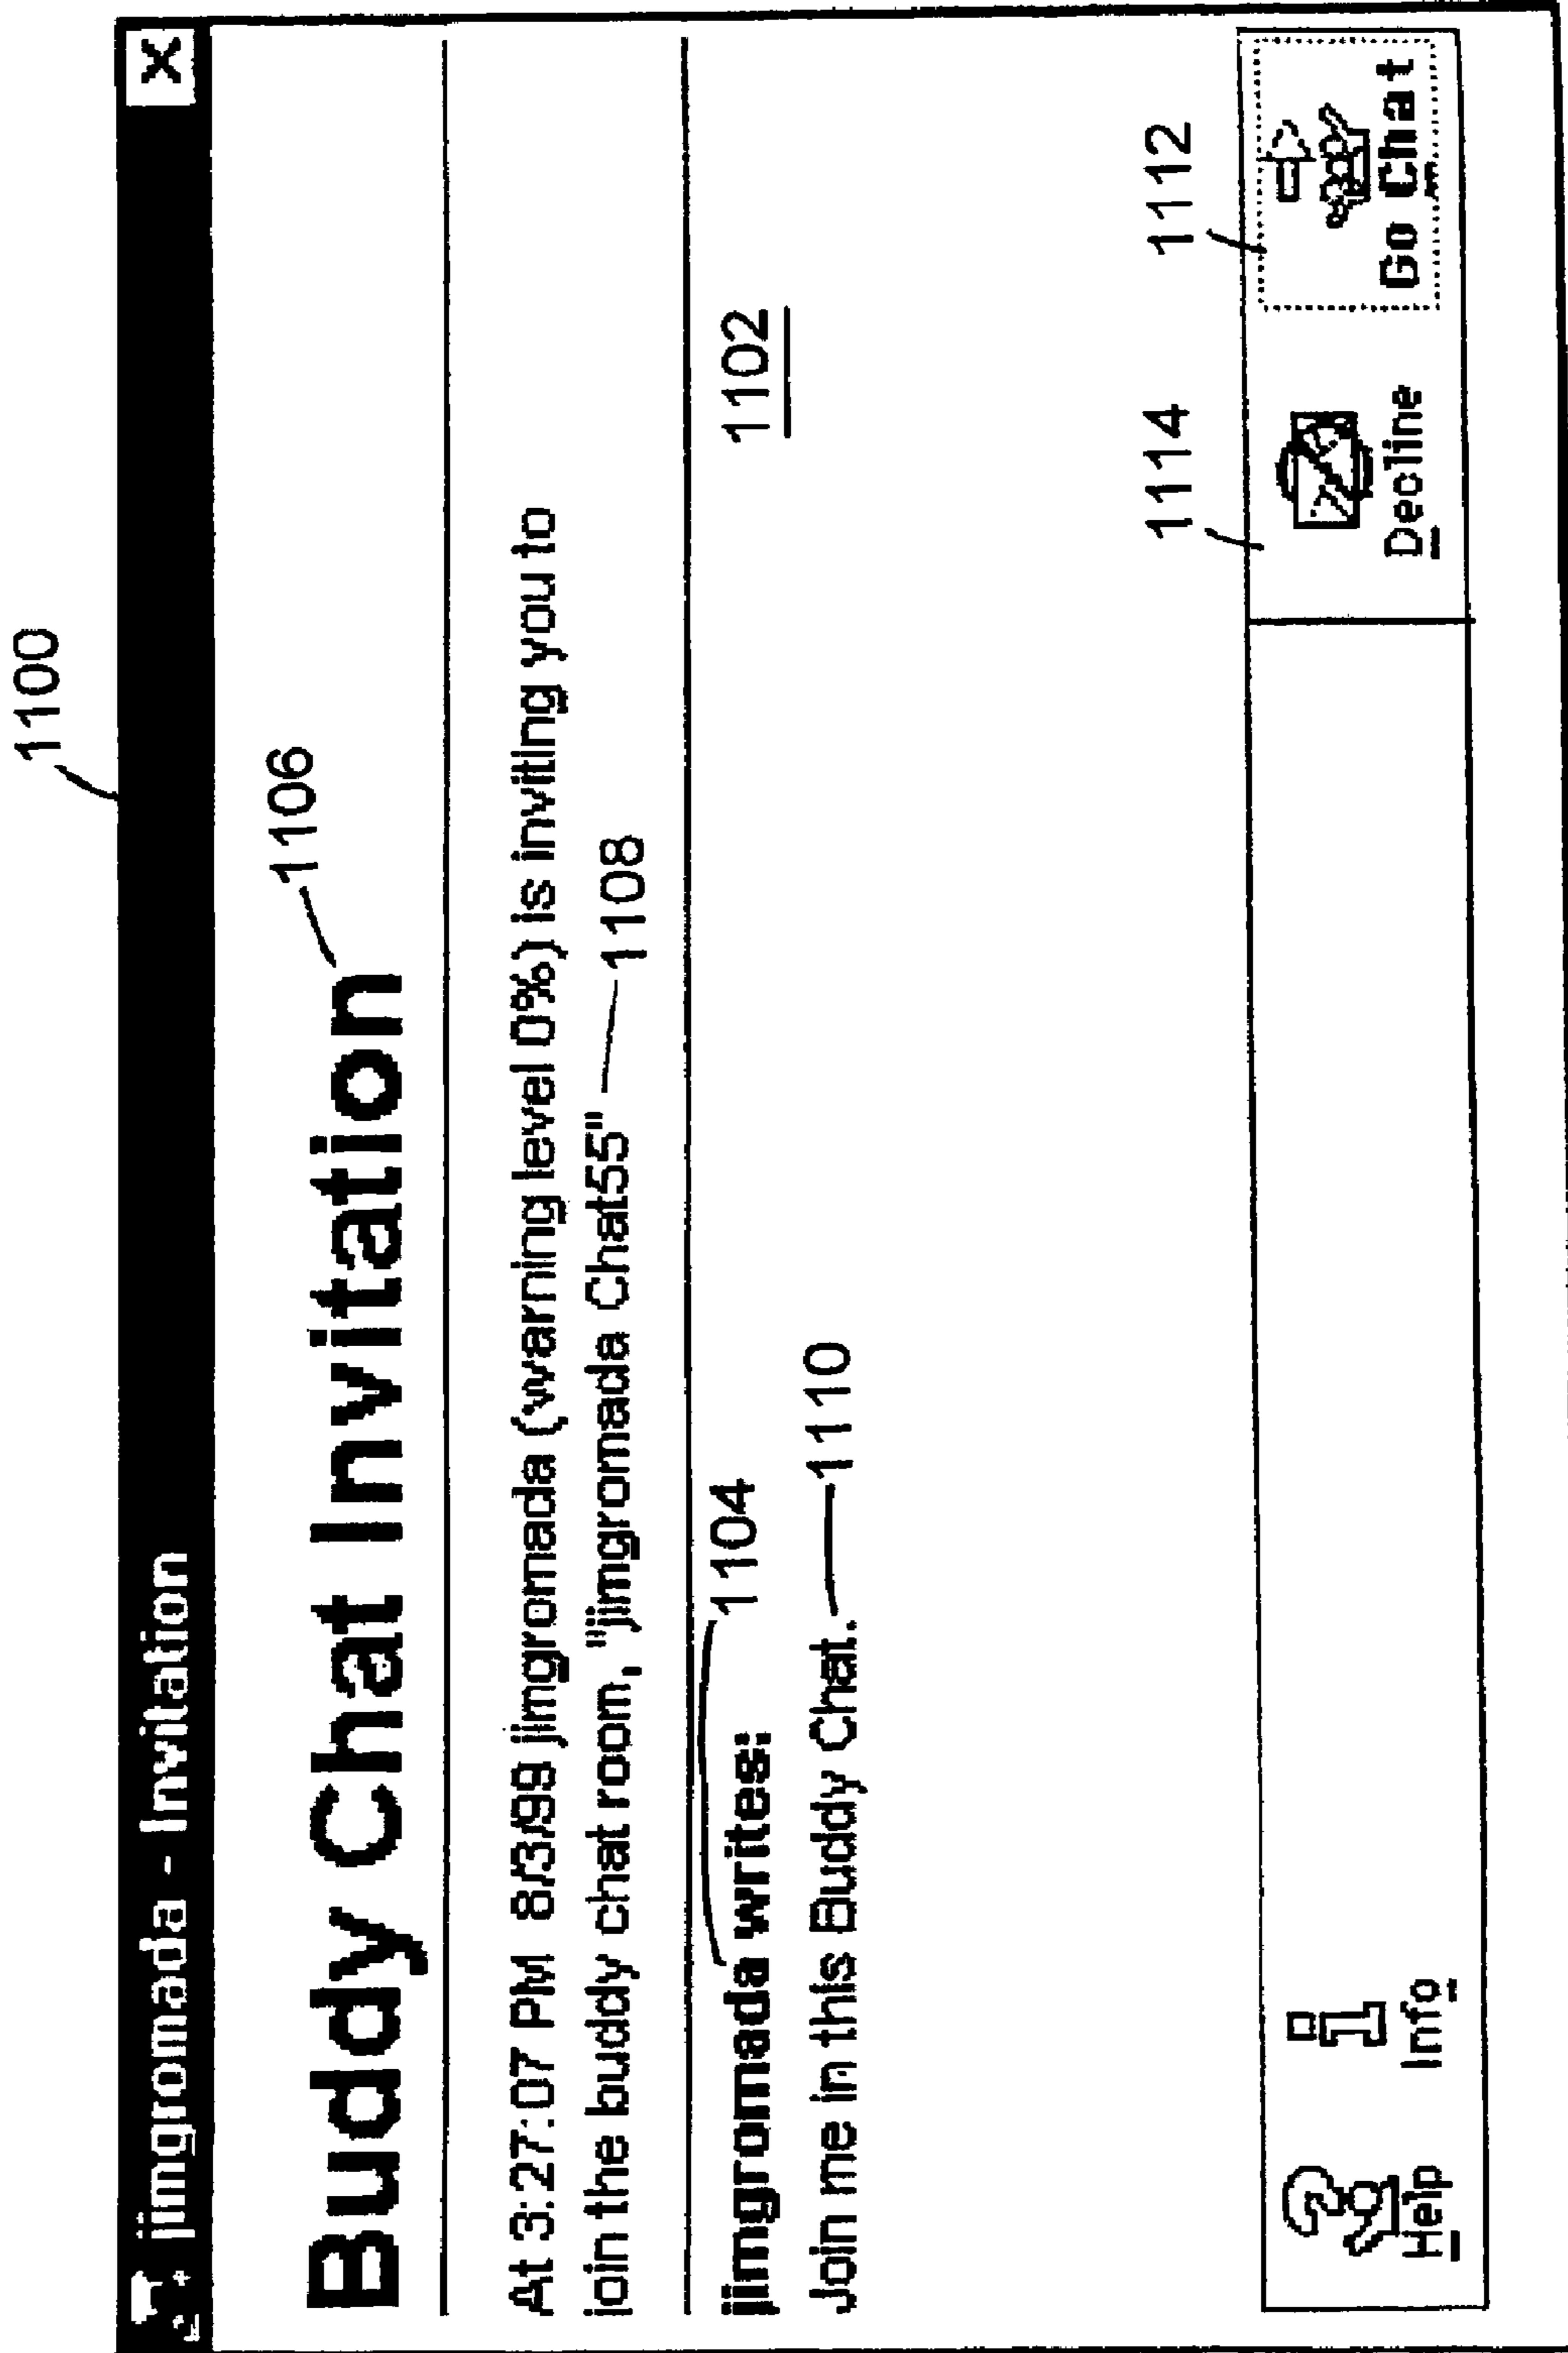 1100
jimgromada - Invitation
X
Buddy Chat Invitation
1106
At 3:27:07 PM 8/3/99 jimgromada (warning level 0%) is inviting you to
join the buddy chat room, "jimgromada Chat55"
1108
1104
jimgromada writes:
1102
Join me in this Buddy Chat.
1110
1114
1112
Help
Info
Decline
Go Chat